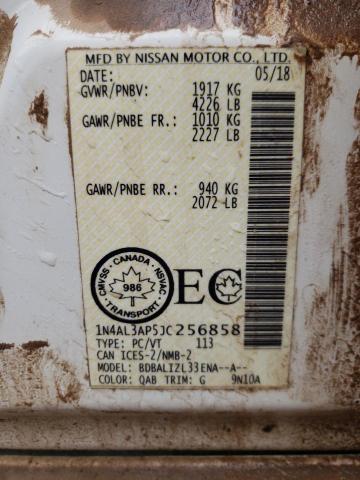 MFD BY NISSAN MOTOR CO., LTD.
DATE: 05/18
GVWR/PNBV: 1917 KG
4226 LB
GAWR/PNBE FR.: 1010 KG
2227 LB
GAWR/PNBE RR.: 940 KG
2072 LB
CMVSS · CANADA · NSVAC
986
TRANSPORT
EC
1N4AL3AP5JC256858
TYPE: PC/VT 113
CAN ICES-2/NMB-2
MODEL: BDBALIZL33ENA--A--
COLOR: QAB TRIM: G 9N10A